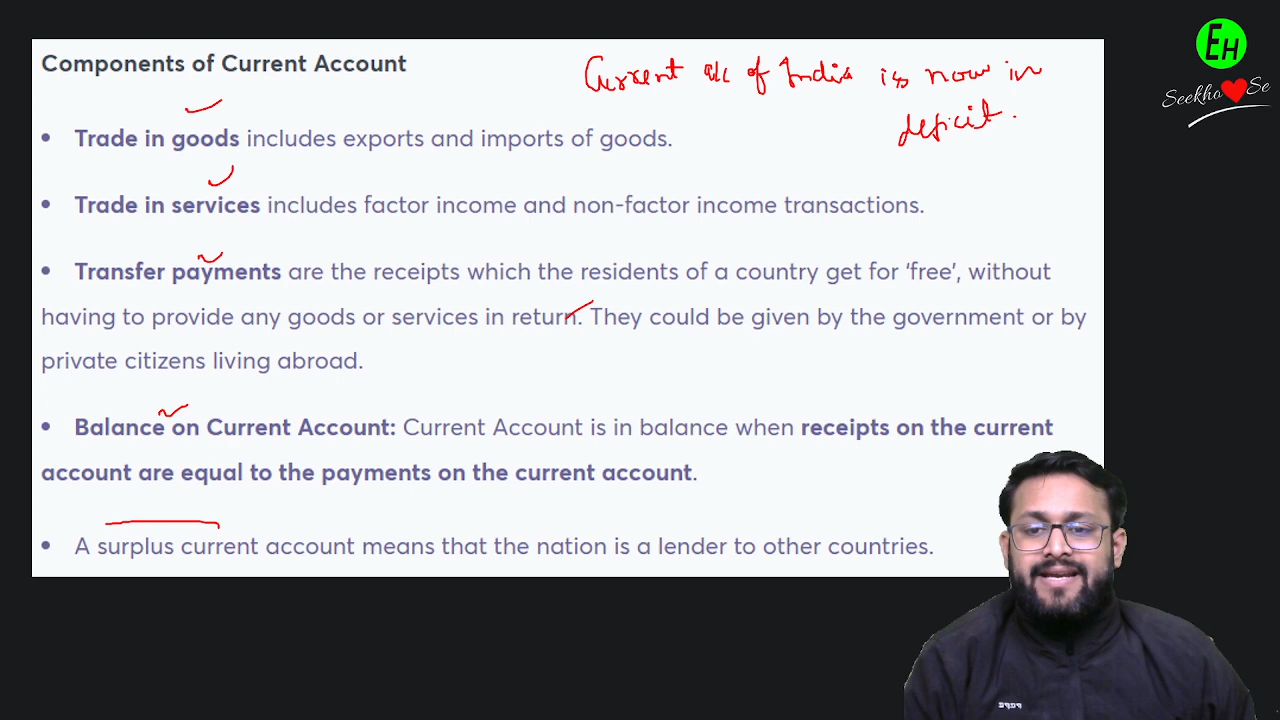 EH
Seekho Se
Components of Current Account
Current a/c of India is now in
deficit.
• Trade in goods includes exports and imports of goods.
• Trade in services includes factor income and non-factor income transactions.
• Transfer payments are the receipts which the residents of a country get for ‘free’, without
having to provide any goods or services in return. They could be given by the government or by
private citizens living abroad.
• Balance on Current Account: Current Account is in balance when receipts on the current
account are equal to the payments on the current account.
• A surplus current account means that the nation is a lender to other countries.